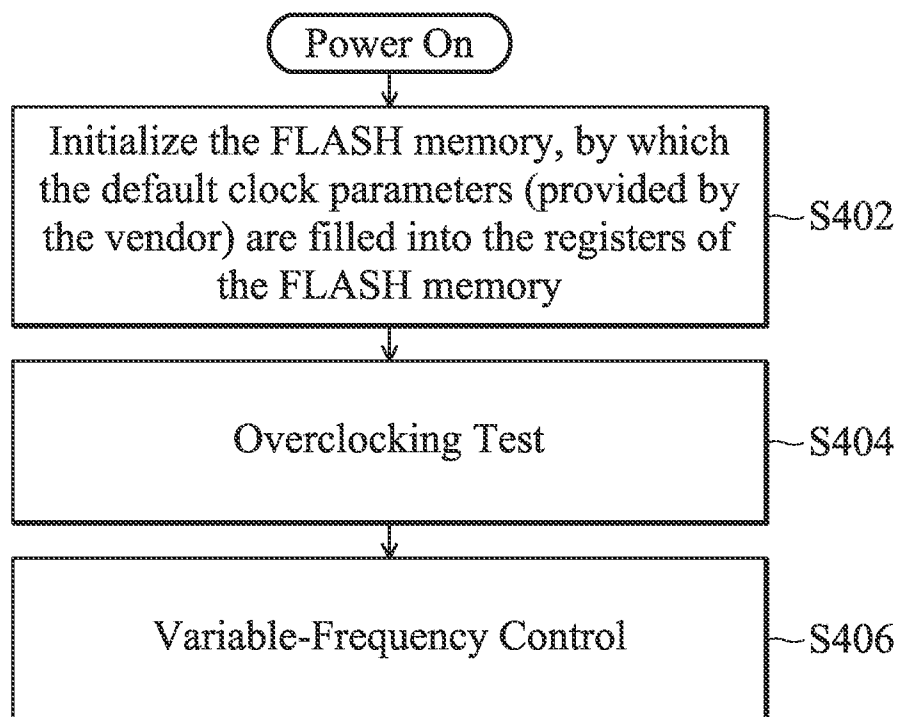 Power On
Initialize the FLASH memory, by which
the default clock parameters (provided by
the vendor) are filled into the registers of
the FLASH memory
S402
Overclocking Test
S404
Variable-Frequency Control
S406